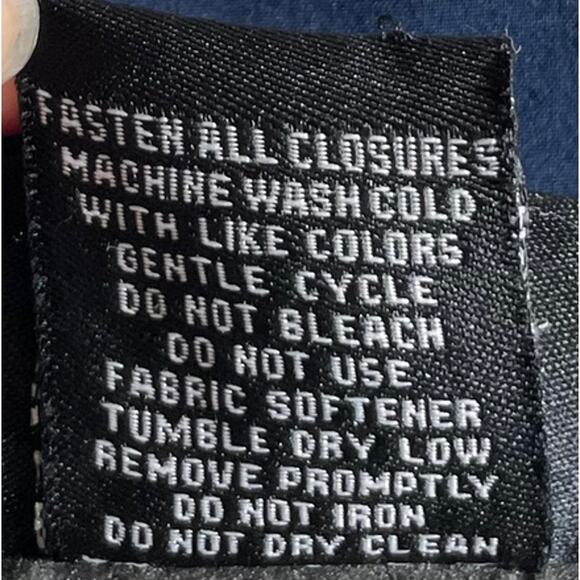 FASTEN ALL CLOSURES
MACHINE WASH COLD
WITH LIKE COLORS
GENTLE CYCLE
DO NOT BLEACH
DO NOT USE
FABRIC SOFTENER
TUMBLE DRY LOW
REMOVE PROMPTLY
DO NOT IRON
DO NOT DRY CLEAN